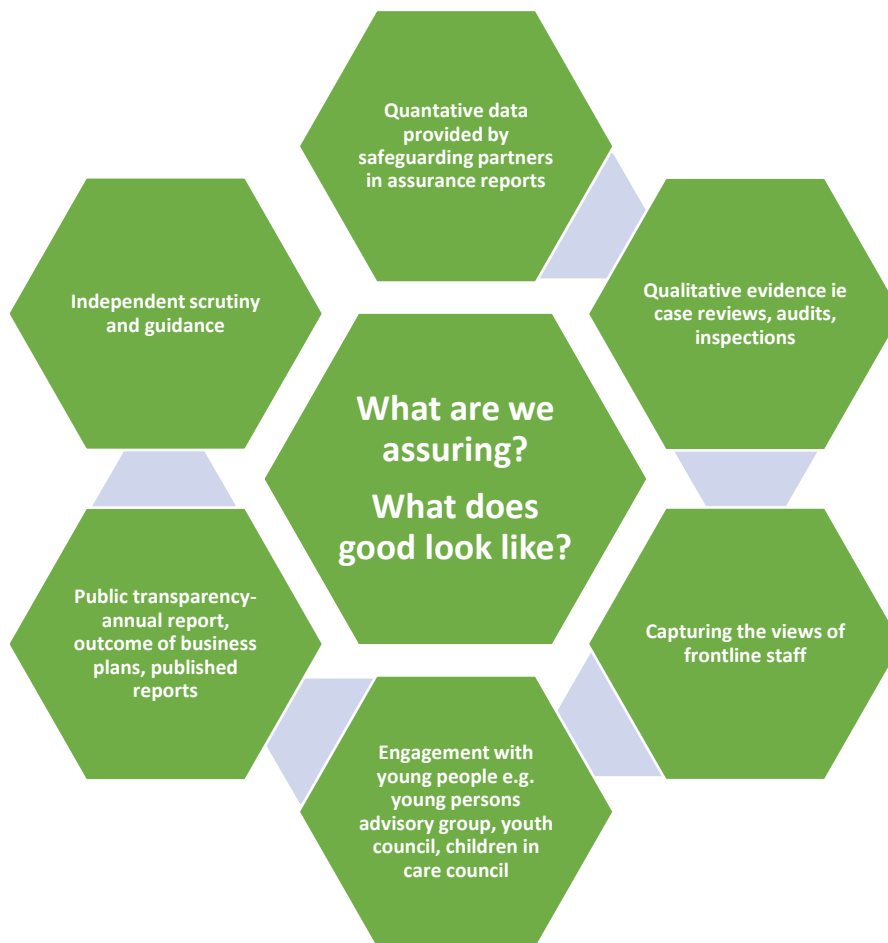 Quantative data
provided by
safeguarding partners
in assurance reports
Independent scrutiny
and guidance
Qualitative evidence ie
case reviews, audits,
inspections
What are we
assuring?
What does
good look like?
Public transparency-
annual report,
outcome of business
plans, published
reports
Capturing the views of
frontline staff
Engagement with
young people e.g.
young persons
advisory group, youth
council, children in
care council